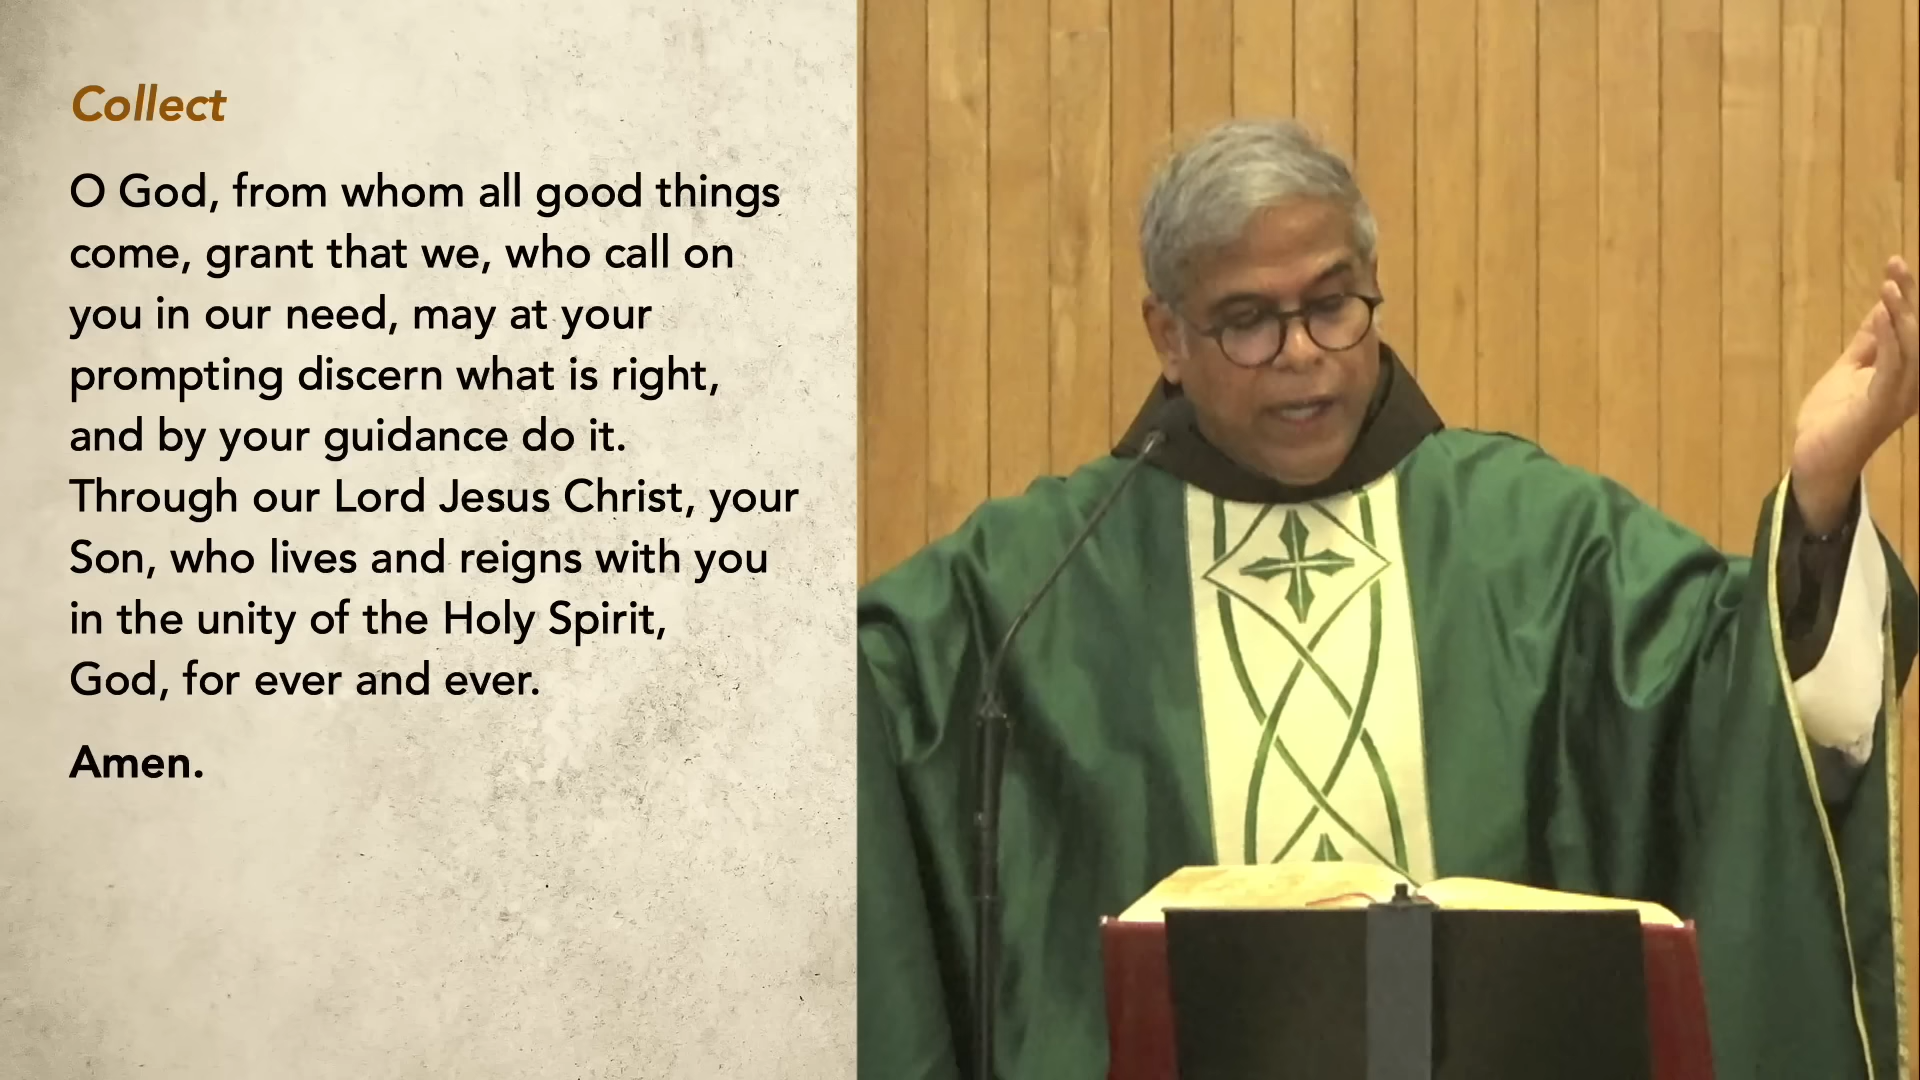 Collect
O God, from whom all good things
come, grant that we, who call on
you in our need, may at your
prompting discern what is right,
and by your guidance do it.
Through our Lord Jesus Christ, your
Son, who lives and reigns with you
in the unity of the Holy Spirit,
God, for ever and ever.
Amen.